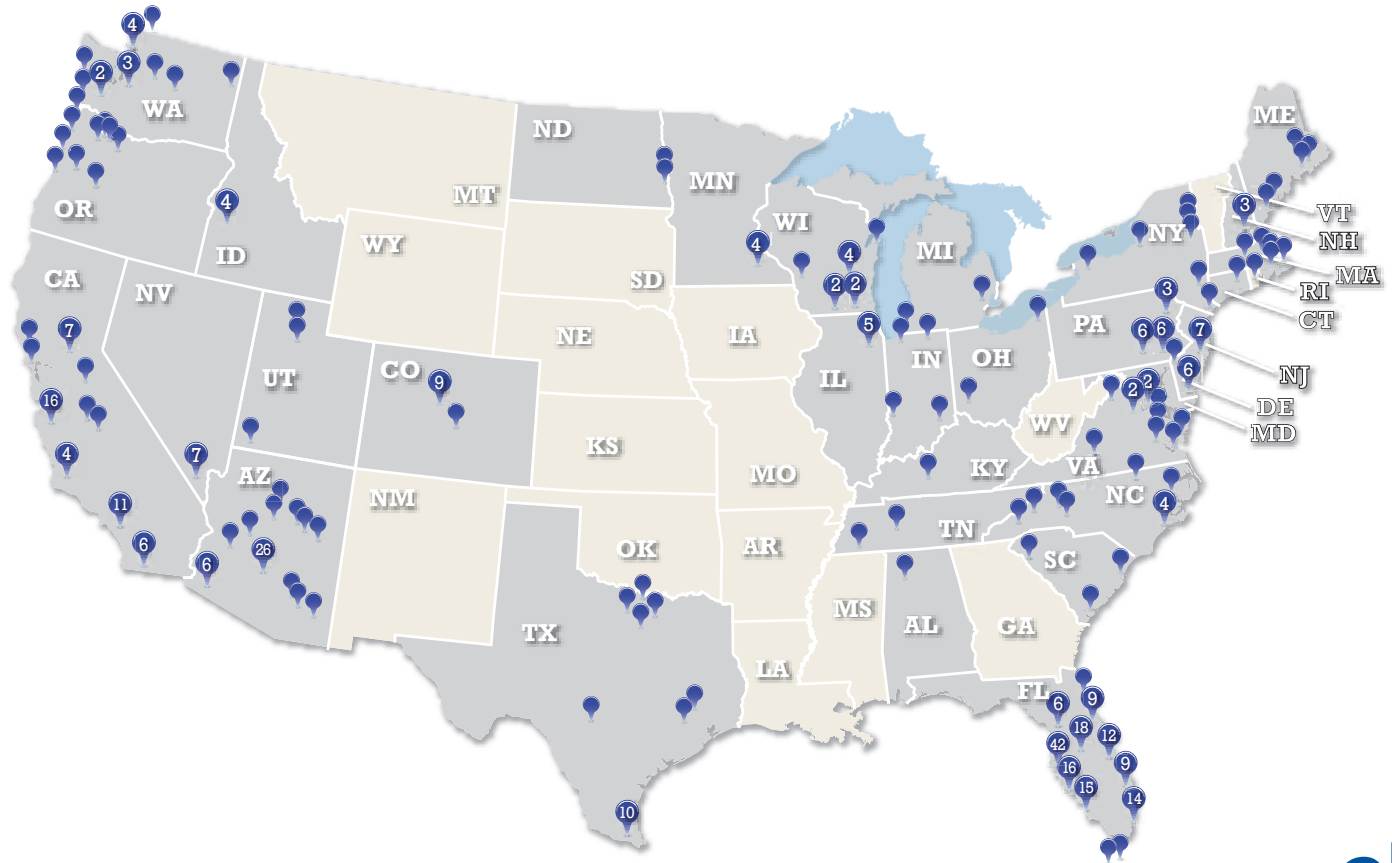 4
3
2
WA
ND
ME
MT
MN
OR
4
ID
WI
4
4
2 2
MI
NY
3
VT
NH
MA
RI
CT
WY
SD
CA
NV
7
5
3
PA
6 6
7
NJ
NE
IA
IL
IN
OH
UT
CO
9
6
2 2
DE
MD
16
4
7
KS
MO
WV
KY
VA
AZ
NM
11
6
6
26
OK
AR
TN
NC
4
SC
TX
MS
AL
GA
LA
FL
6
9
18
12
42
16
9
15
14
10